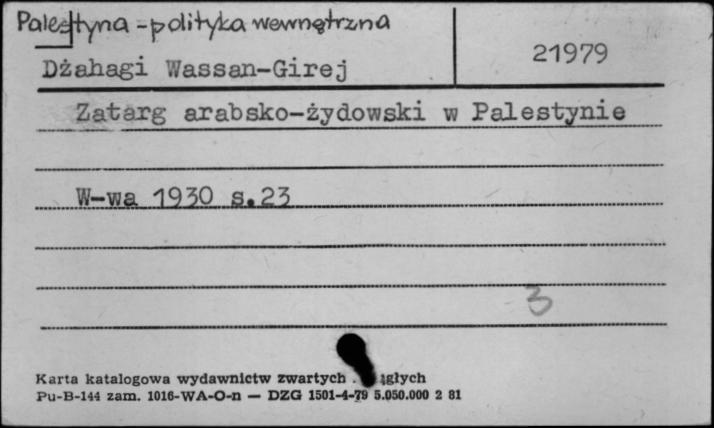 Palestyna - polityka wewnętrzna
Dżahagi Wassan-Girej
21979
Zatarg arabsko-żydowski w Palestynie
W-wa 1930 s.23
3
Karta katalogowa wydawnictw zwartych
Pu-B-144 zam. 1016-WA-O-n — DZG 1501-4-79 5.050.000 2 81